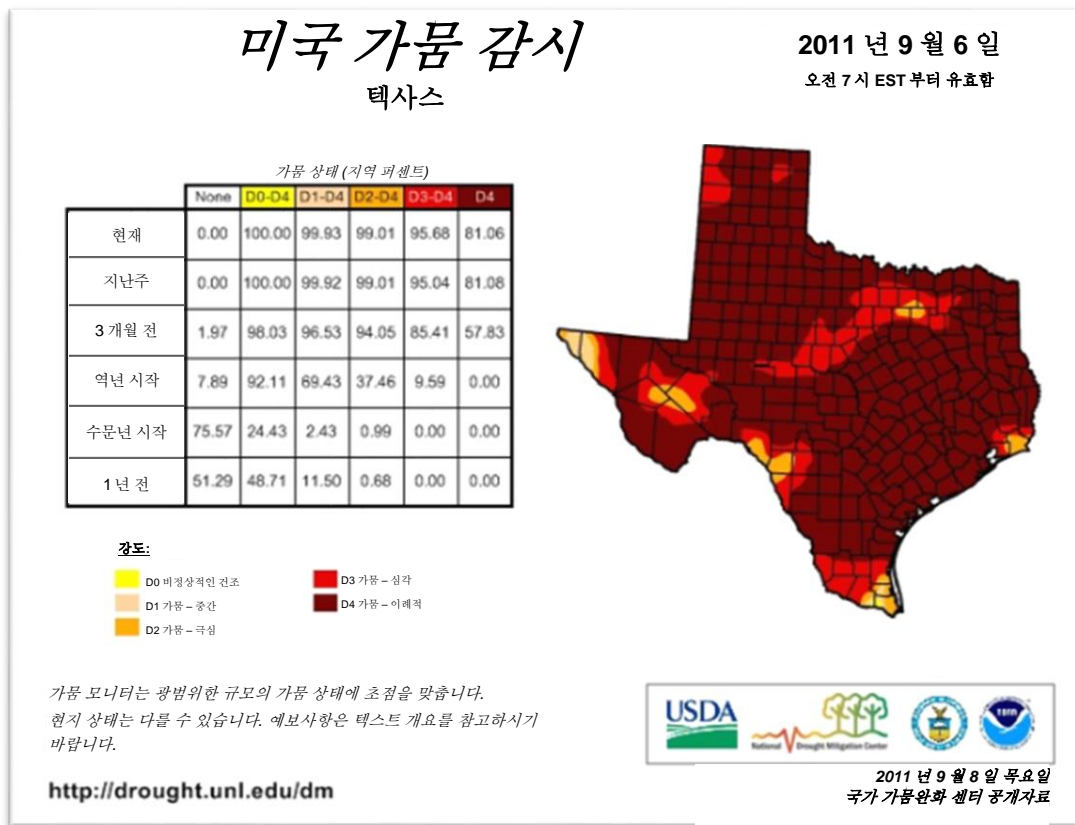 미국 가뭄 감시
텍사스
2011 년 9 월 6 일
오전 7 시 EST 부터 유효함
가뭄 상태 (지역 퍼센트)
None D0-D4 D1-D4 D2-D4 D3-D4 D4
현재 0.00 100.00 99.93 99.01 95.68 81.06
지난주 0.00 100.00 99.92 99.01 95.04 81.08
3 개월 전 1.97 98.03 96.53 94.05 85.41 57.83
역년 시작 7.89 92.11 69.43 37.46 9.59 0.00
수문년 시작 75.57 24.43 2.43 0.99 0.00 0.00
1 년 전 51.29 48.71 11.50 0.68 0.00 0.00
강도:
D0 비정상적인 건조
D1 가뭄 – 중간
D2 가뭄 – 극심
D3 가뭄 – 심각
D4 가뭄 – 이례적
가뭄 모니터는 광범위한 규모의 가뭄 상태에 초점을 맞춥니다.
현지 상태는 다를 수 있습니다. 예보사항은 텍스트 개요를 참고하시기
바랍니다.
http://drought.unl.edu/dm
USDA
National Drought Mitigation Center
2011 년 9 월 8 일 목요일
국가 가뭄완화 센터 공개자료